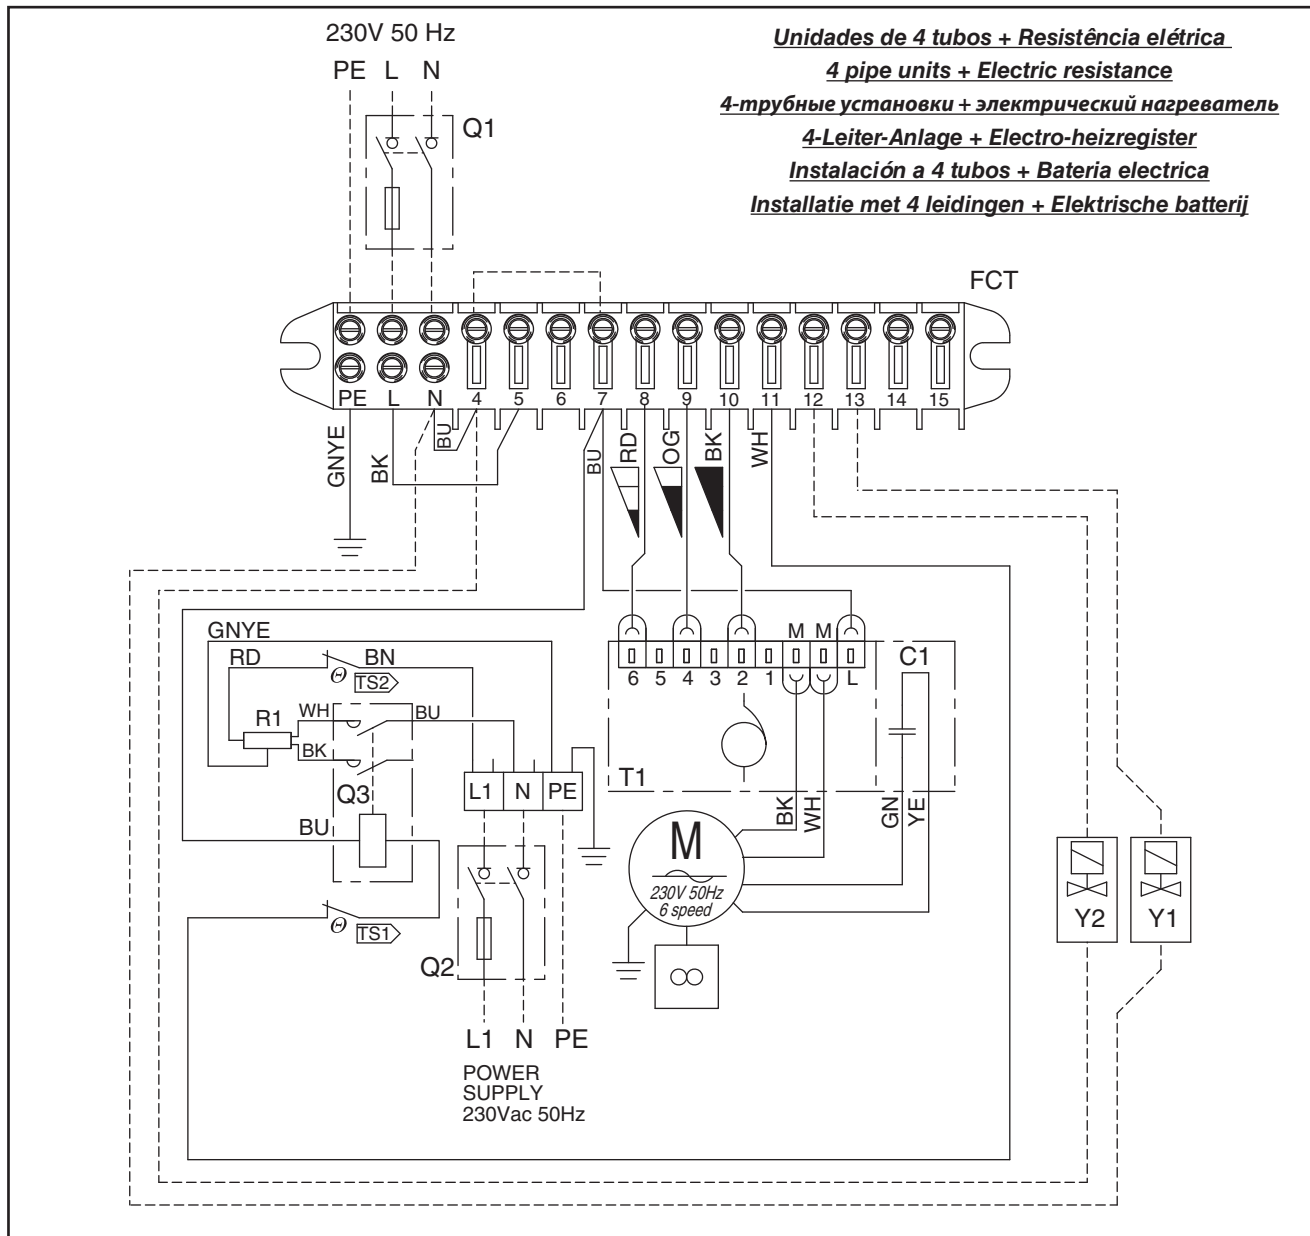 230V 50 Hz
PE L N
Q1
Unidades de 4 tubos + Resistência elétrica
4 pipe units + Electric resistance
4-трубные установки + электрический нагреватель
4-Leiter-Anlage + Electro-heizregister
Instalación a 4 tubos + Bateria electrica
Installatie met 4 leidingen + Elektrische batterij
FCT
PE L N 4 5 6 7 8 9 10 11 12 13 14 15
GNYE
BK
BU
BU
RD
OG
BK
WH
GNYE
RD
BN
TS2
R1
WH
BU
BK
Q3
BU
TS1
L1 N PE
Q2
L1 N PE
POWER
SUPPLY
230Vac 50Hz
M M
6 5 4 3 2 1 L
C1
T1
BK
WH
GN
YE
M
230V 50Hz
6 speed
Y2
Y1